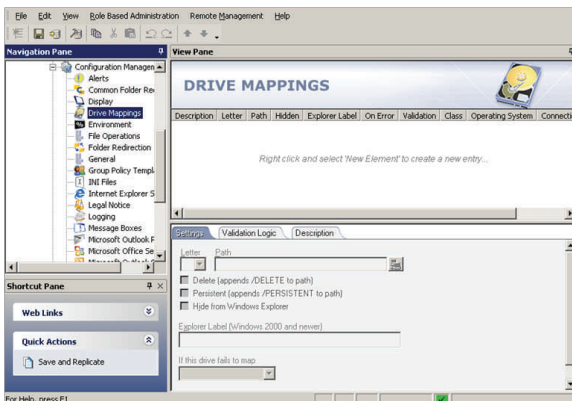 File Edit View Role Based Administration Remote Management Help
Navigation Pane
Configuration Managem
Alerts
Common Folder Re
Display
Drive Mappings
Environment
File Operations
Folder Redirection
General
Group Policy Templ
INI Files
Internet Explorer S
Legal Notice
Logging
Message Boxes
Microsoft Outlook P
Microsoft Office Se
Shortcut Pane
Web Links
Quick Actions
Save and Replicate
View Pane
DRIVE MAPPINGS
Description Letter Path Hidden Explorer Label On Error Validation Class Operating System Connecti
Right click and select 'New Element' to create a new entry...
Settings Validation Logic Description
Letter Path
Delete (appends /DELETE to path)
Persistent (appends /PERSISTENT to path)
Hide from Windows Explorer
Explorer Label (Windows 2000 and newer)
If this drive fails to map
For Help, press F1